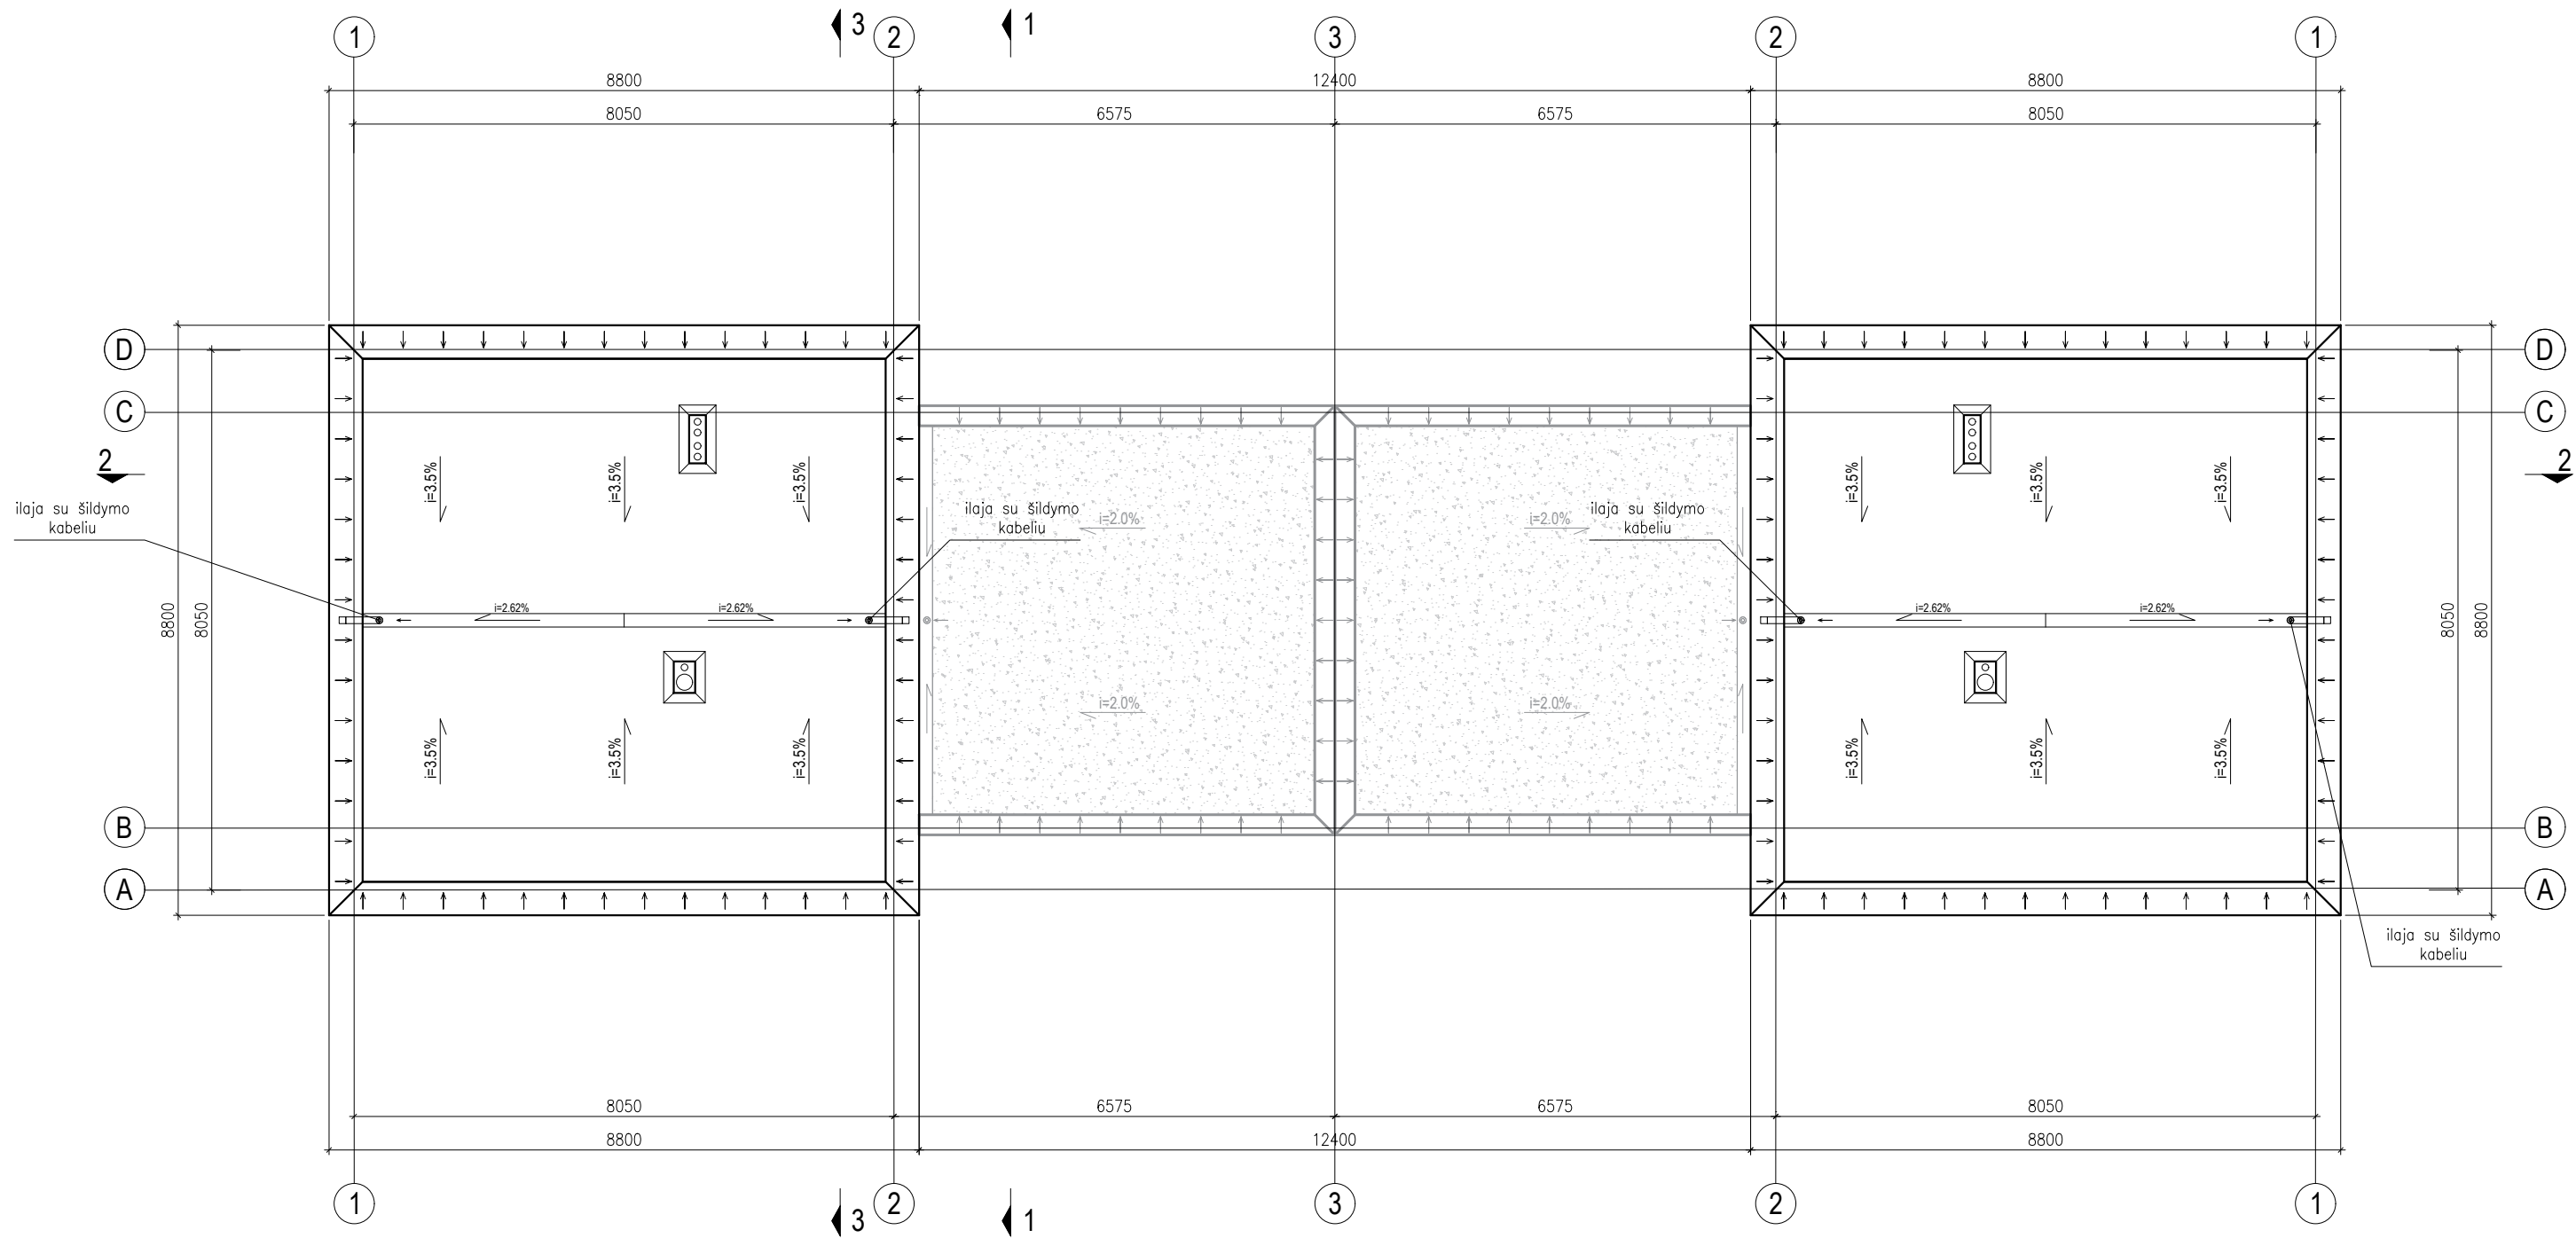 3 1
1 2 3 2 1
8800 12400 8800
8050 6575 6575 8050
D D
C C
2 2
i=3.5% i=3.5% i=3.5% i=3.5% i=3.5% i=3.5%
ilaja su šildymo
kabeliu
ilaja su šildymo
kabeliu
ilaja su šildymo
kabeliu
i=2.0% i=2.0%
8800 8050 8050 8800
i=2.62% i=2.62% i=2.62% i=2.62%
i=2.0% i=2.0%
i=3.5% i=3.5% i=3.5% i=3.5% i=3.5% i=3.5%
B B
A A
ilaja su šildymo
kabeliu
8050 6575 6575 8050
8800 12400 8800
1 2 3 2 1
3 1